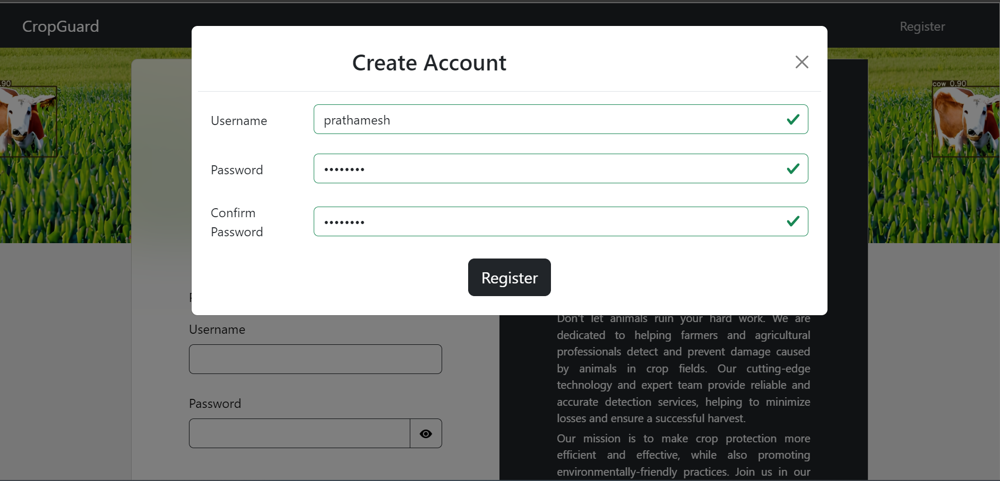 CropGuard
Register
Create Account
Username
prathamesh
Password
••••••••
Confirm
Password
••••••••
Register
.90
cow 0.90
Username
Password
Don't let animals ruin your hard work. We are
dedicated to helping farmers and agricultural
professionals detect and prevent damage caused
by animals in crop fields. Our cutting-edge
technology and expert team provide reliable and
accurate detection services, helping to minimize
losses and ensure a successful harvest.
Our mission is to make crop protection more
efficient and effective, while also promoting
environmentally-friendly practices. Join us in our